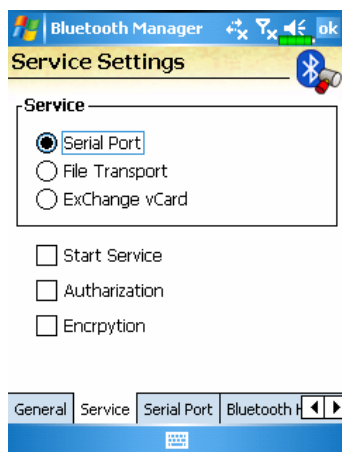 Bluetooth Manager ok
Service Settings
Service
Serial Port
File Transport
ExChange vCard
Start Service
Autharization
Encrpytion
General Service Serial Port Bluetooth